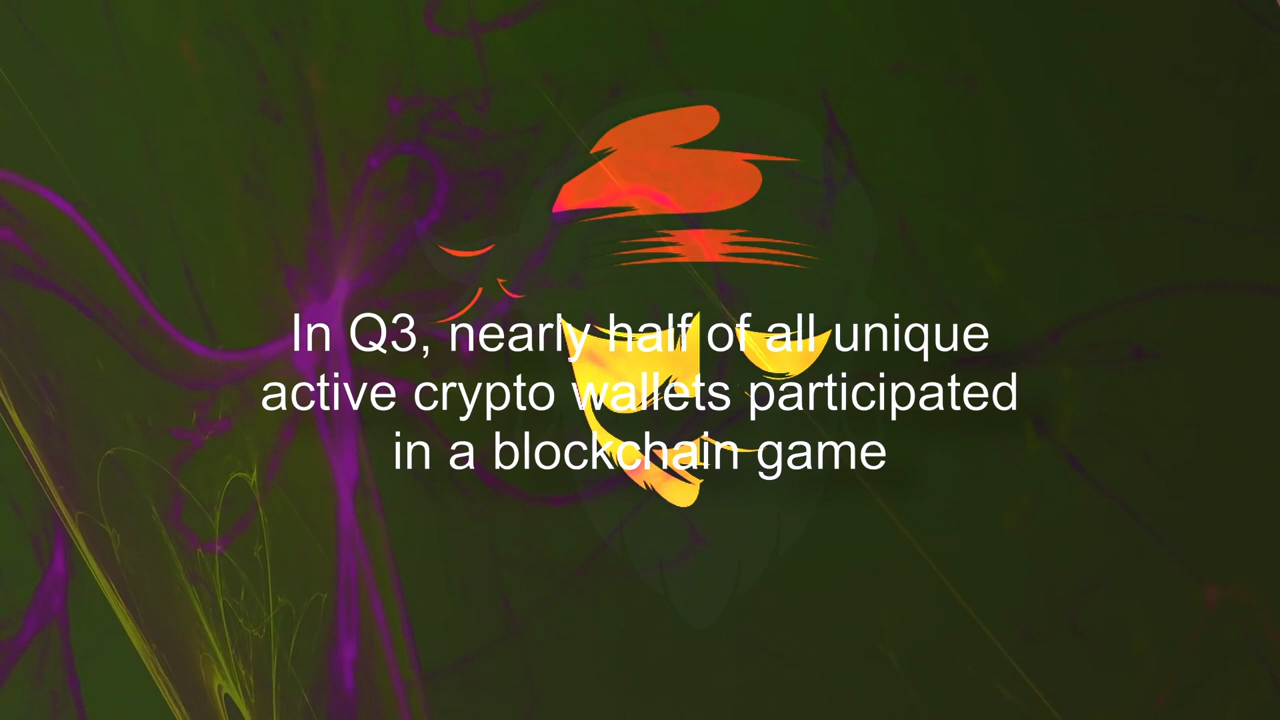 In Q3, nearly half of all unique
active crypto wallets participated
in a blockchain game